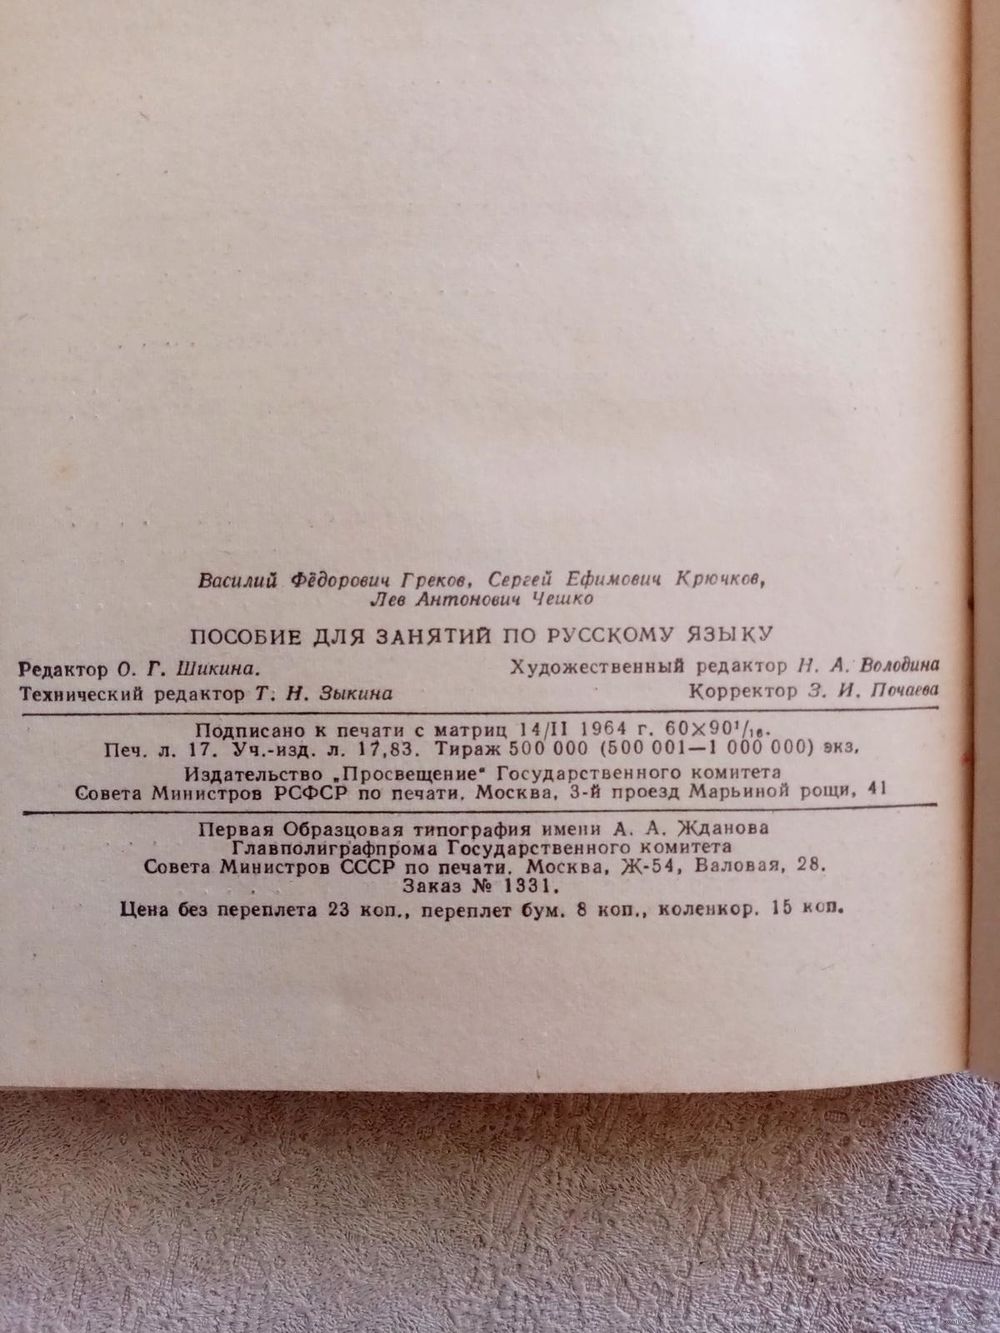 Василий Фёдорович Греков, Сергей Ефимович Крючков,
Лев Антонович Чешко
ПОСОБИЕ ДЛЯ ЗАНЯТИЙ ПО РУССКОМУ ЯЗЫКУ
Редактор О. Г. Шикина. Художественный редактор Н. А. Володина
Технический редактор Т. Н. Зыкина Корректор З. И. Почаева
Подписано к печати с матриц 14/II 1964 г. 60×90¹/₁₆.
Печ. л. 17. Уч.-изд. л. 17,83. Тираж 500 000 (500 001—1 000 000) экз.
Издательство „Просвещение“ Государственного комитета
Совета Министров РСФСР по печати. Москва, 3-й проезд Марьиной рощи, 41
Первая Образцовая типография имени А. А. Жданова
Главполиграфпрома Государственного комитета
Совета Министров СССР по печати. Москва, Ж-54, Валовая, 28.
Заказ № 1331.
Цена без переплета 23 коп., переплет бум. 8 коп., коленкор. 15 коп.